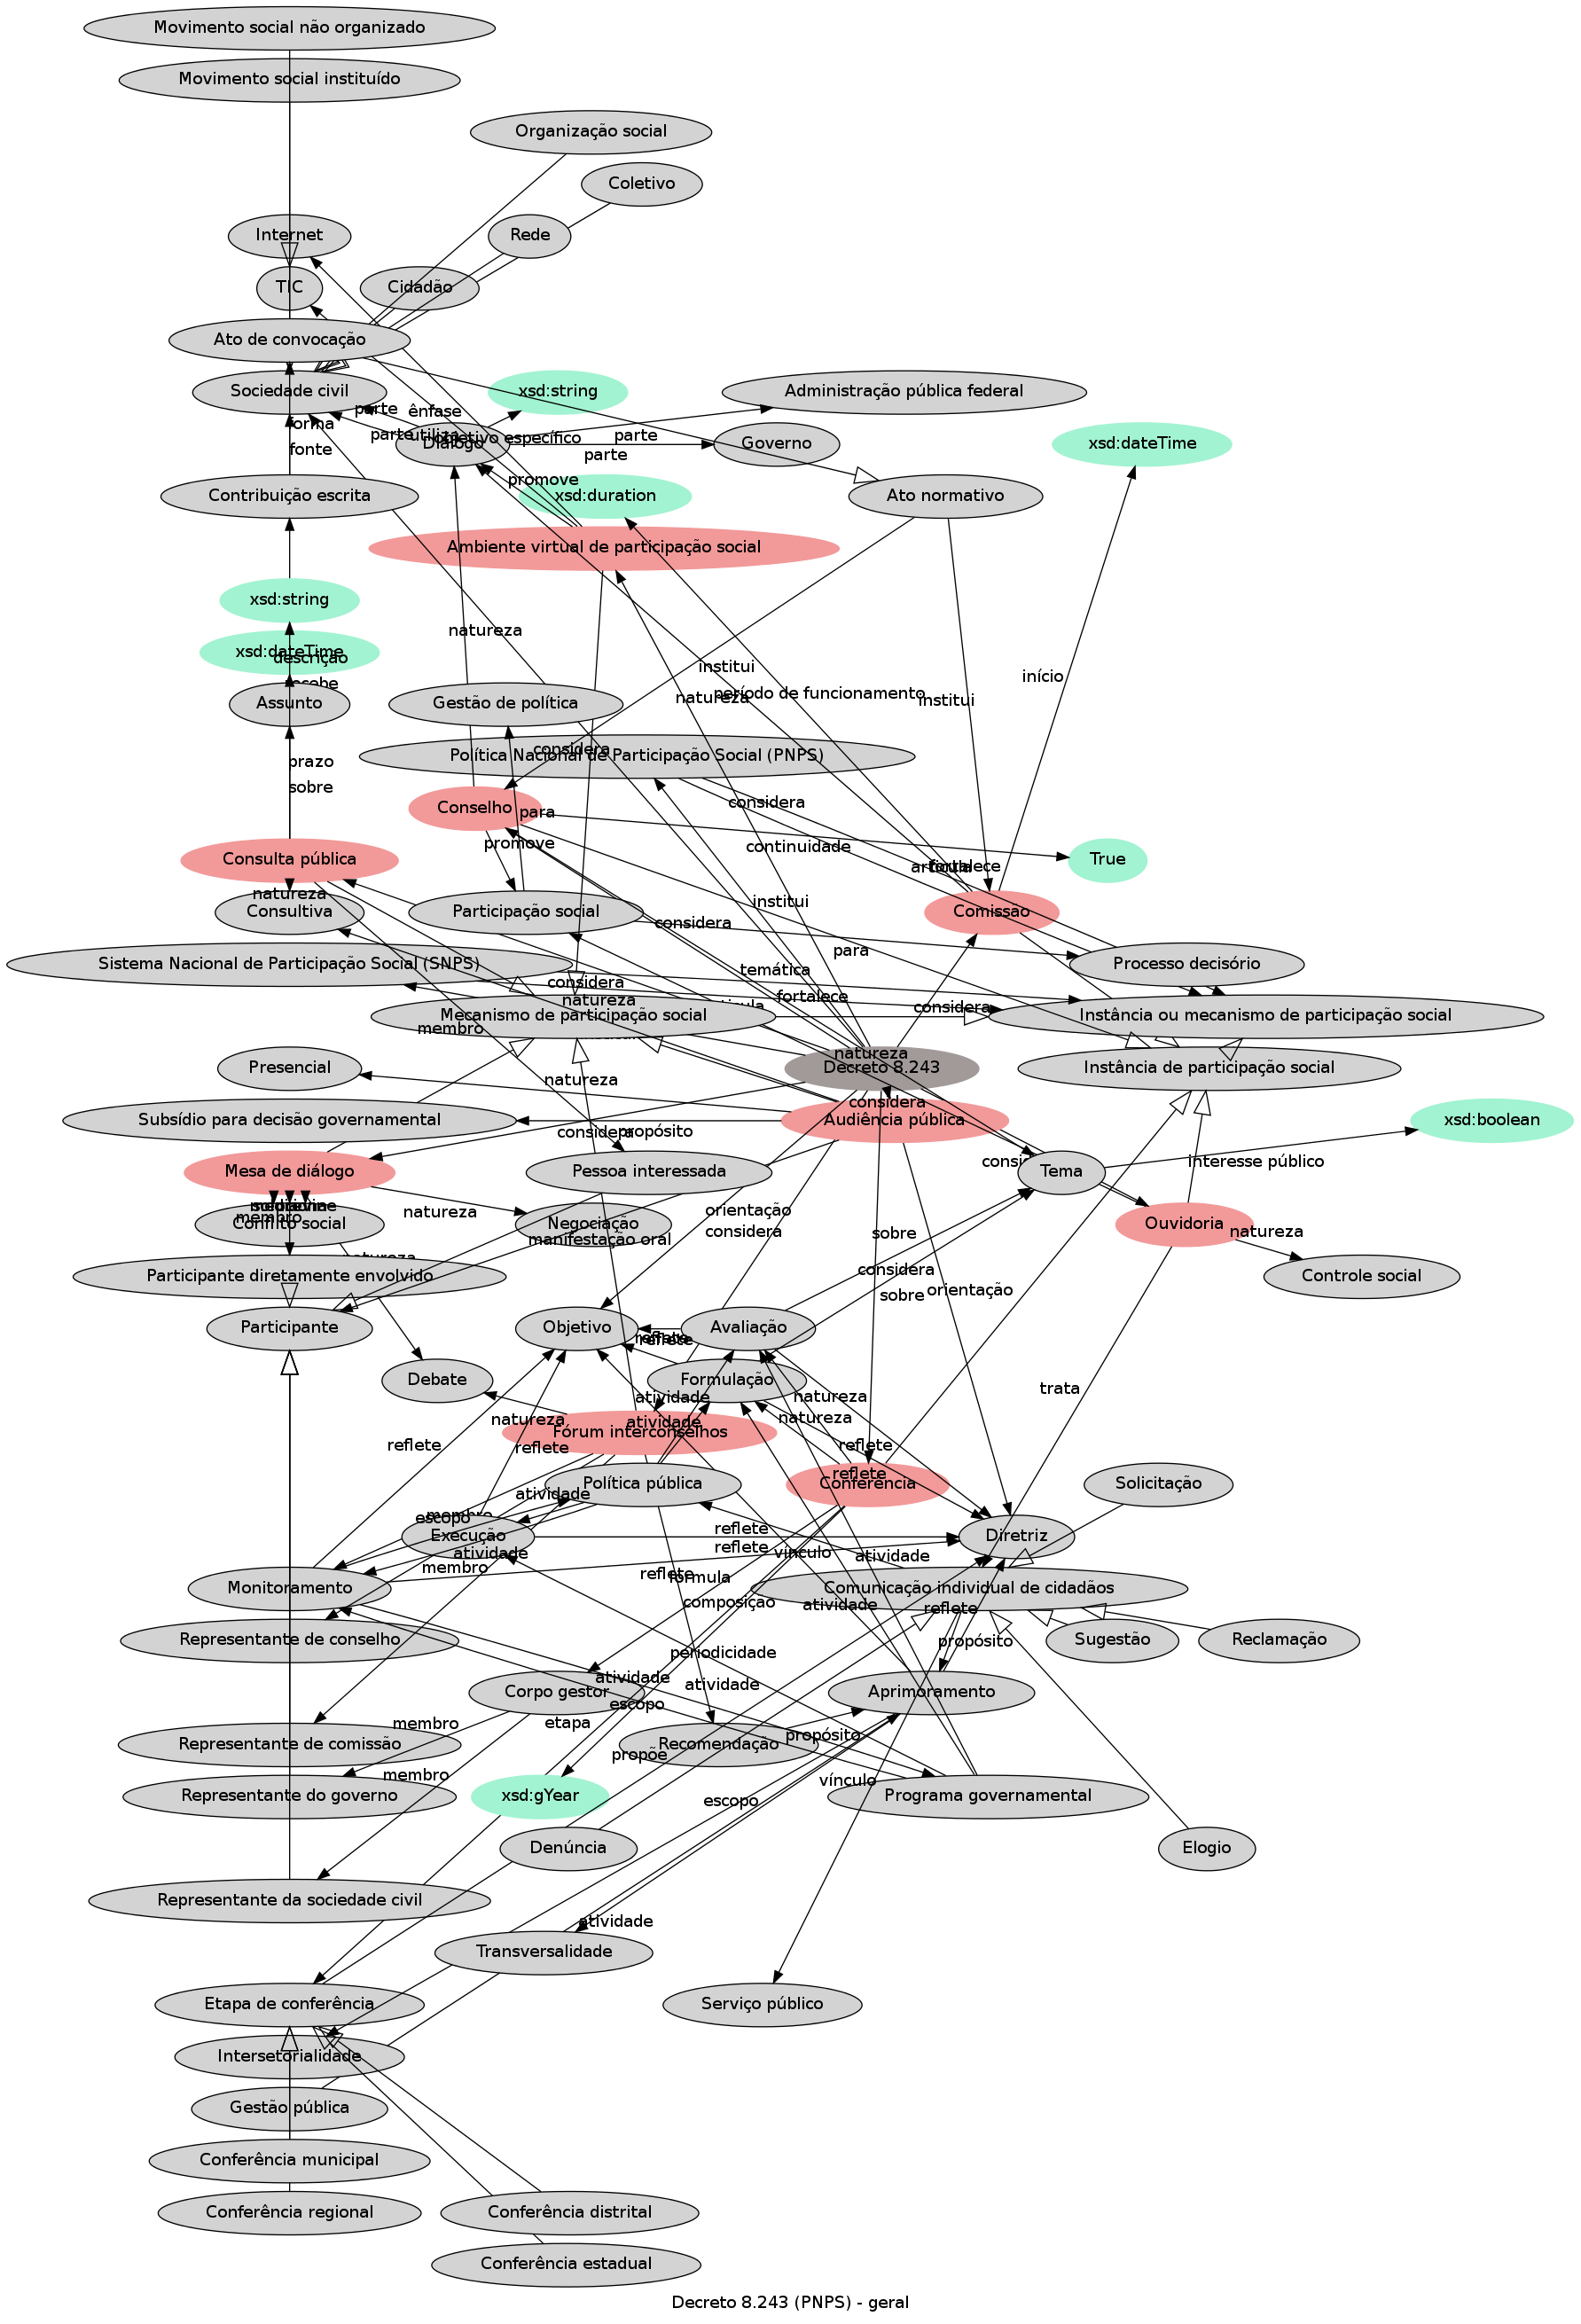 Movimento social não organizado
Movimento social instituído
Organização social
Coletivo
Internet
Rede
TIC
Cidadão
Ato de convocação
Sociedade civil
xsd:string
Administração pública federal
parte
ênfase
forma
parte
utiliza
objetivo específico
Diálogo
parte
Governo
xsd:dateTime
fonte
parte
promove
Contribuição escrita
xsd:duration
Ato normativo
Ambiente virtual de participação social
xsd:string
natureza
xsd:dateTime
descrição
institui
início
recebe
Assunto
Gestão de política
natureza
período de funcionamento
institui
prazo
considera
Política Nacional de Participação Social (PNPS)
sobre
Conselho
para
considera
promove
continuidade
Consulta pública
articula
fortalece
True
natureza
Consultiva
Participação social
considera
institui
Comissão
para
Sistema Nacional de Participação Social (SNPS)
temática
Processo decisório
considera
fortalece
natureza
considera
Mecanismo de participação social
Instância ou mecanismo de participação social
membro
natureza
Presencial
Decreto 8.243
Instância de participação social
natureza
considera
Subsídio para decisão governamental
Audiência pública
xsd:boolean
considera
propósito
Mesa de diálogo
Pessoa interessada
Tema
interesse público
membro
natureza
orientação
Conflito social
Negociação
considera
sobre
Ouvidoria
natureza
manifestação oral
natureza
Participante diretamente envolvido
considera
Controle social
sobre
orientação
Participante
Objetivo
Avaliação
reflete
Debate
Formulação
natureza
trata
atividade
natureza
natureza
atividade
Fórum interconselhos
reflete
reflete
reflete
reflete
Política pública
Conferência
Solicitação
atividade
membro
escopo
Execução
reflete
Diretriz
atividade
reflete
vínculo
atividade
membro
reflete
fórmula
Monitoramento
Comunicação individual de cidadãos
composição
atividade
reflete
Representante de conselho
periodicidade
propósito
Sugestão
Reclamação
atividade
atividade
Corpo gestor
escopo
Aprimoramento
membro
etapa
propósito
Representante de comissão
propõe
Recomendação
membro
vínculo
Representante do governo
xsd:gYear
escopo
Programa governamental
Denúncia
Elogio
Representante da sociedade civil
atividade
Transversalidade
Etapa de conferência
Serviço público
Intersetorialidade
Gestão pública
Conferência municipal
Conferência regional
Conferência distrital
Conferência estadual
Decreto 8.243 (PNPS) - geral